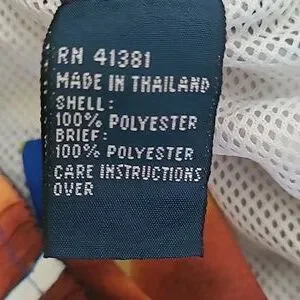 RN 41381
MADE IN THAILAND
SHELL:
100% POLYESTER
BRIEF:
100% POLYESTER
CARE INSTRUCTIONS
OVER